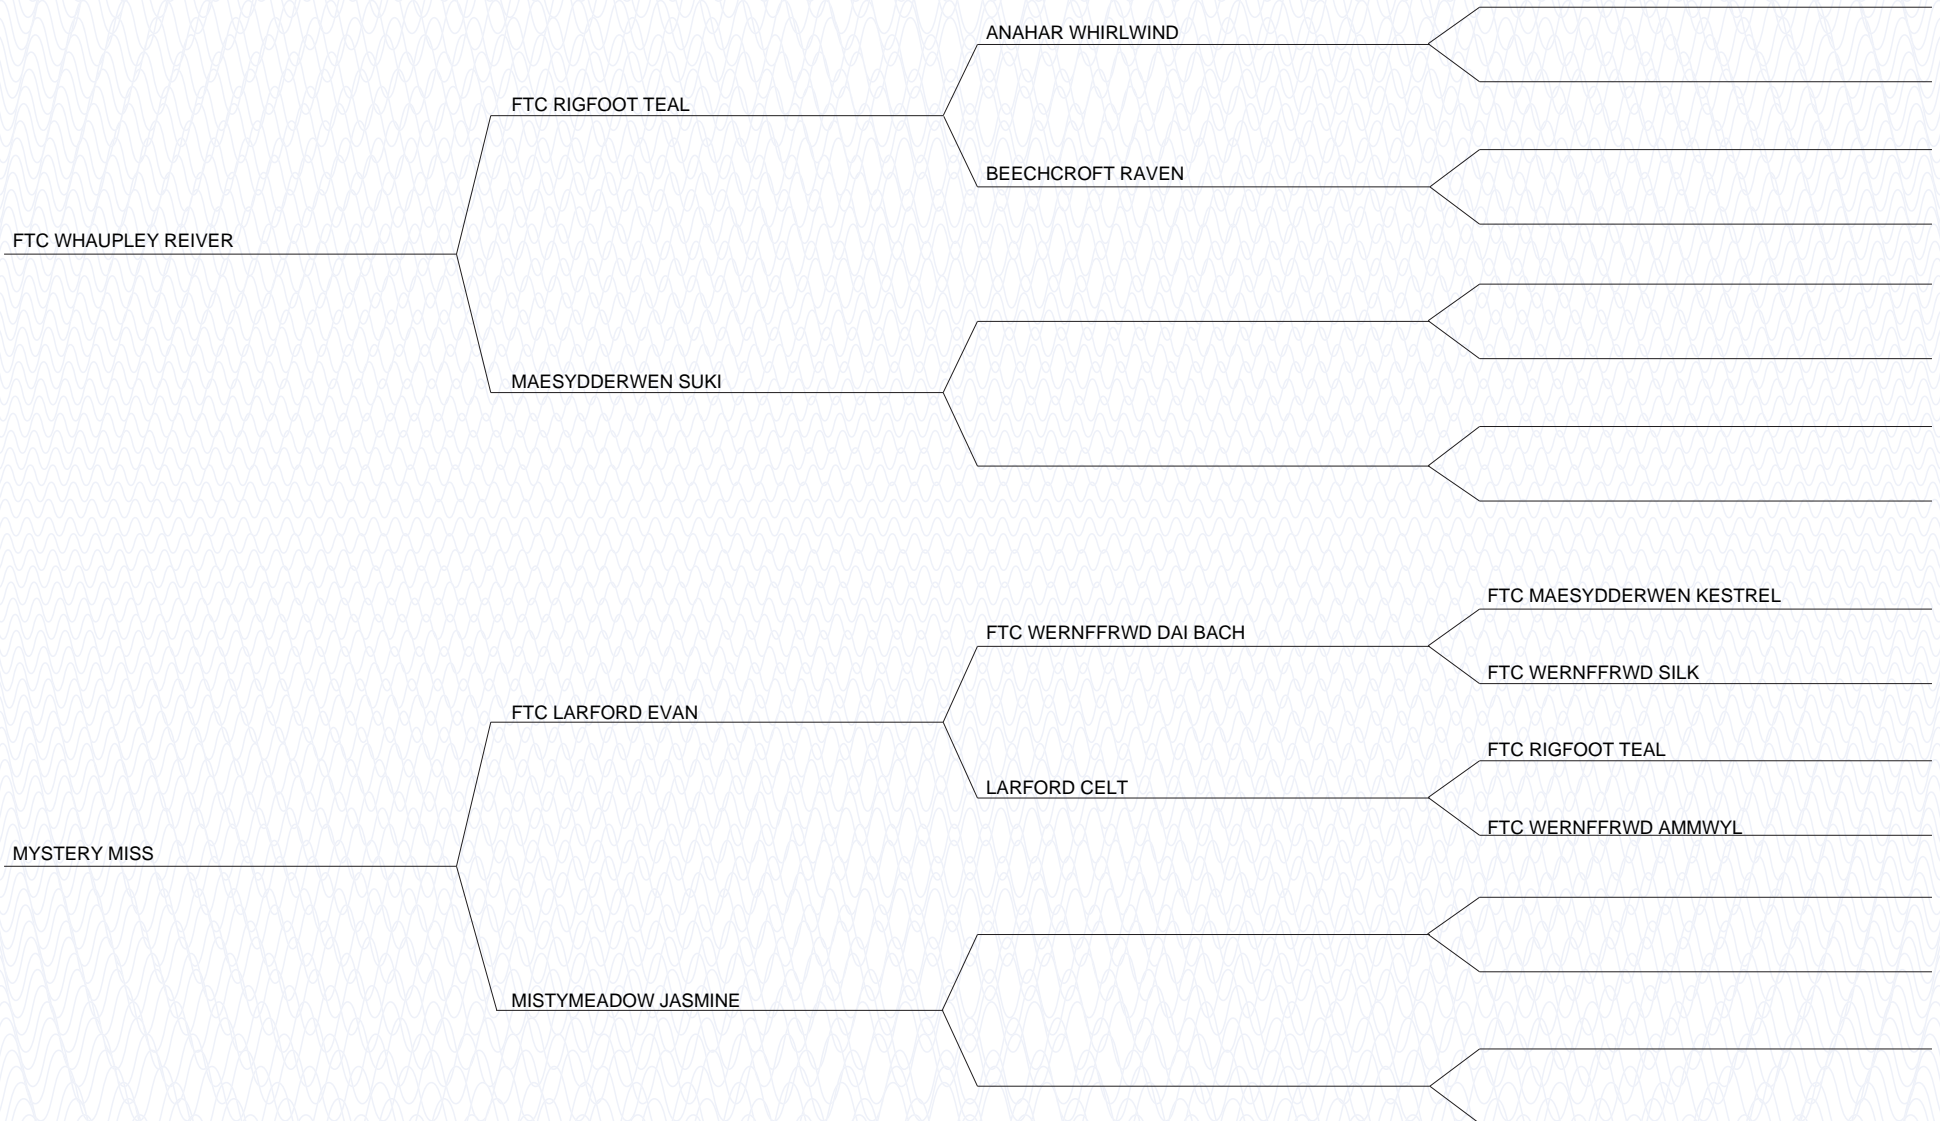 ANAHAR WHIRLWIND
FTC RIGFOOT TEAL
BEECHCROFT RAVEN
FTC WHAUPLEY REIVER
MAESYDDERWEN SUKI
FTC MAESYDDERWEN KESTREL
FTC WERNFFRWD DAI BACH
FTC WERNFFRWD SILK
FTC LARFORD EVAN
FTC RIGFOOT TEAL
LARFORD CELT
FTC WERNFFRWD AMMWYL
MYSTERY MISS
MISTYMEADOW JASMINE